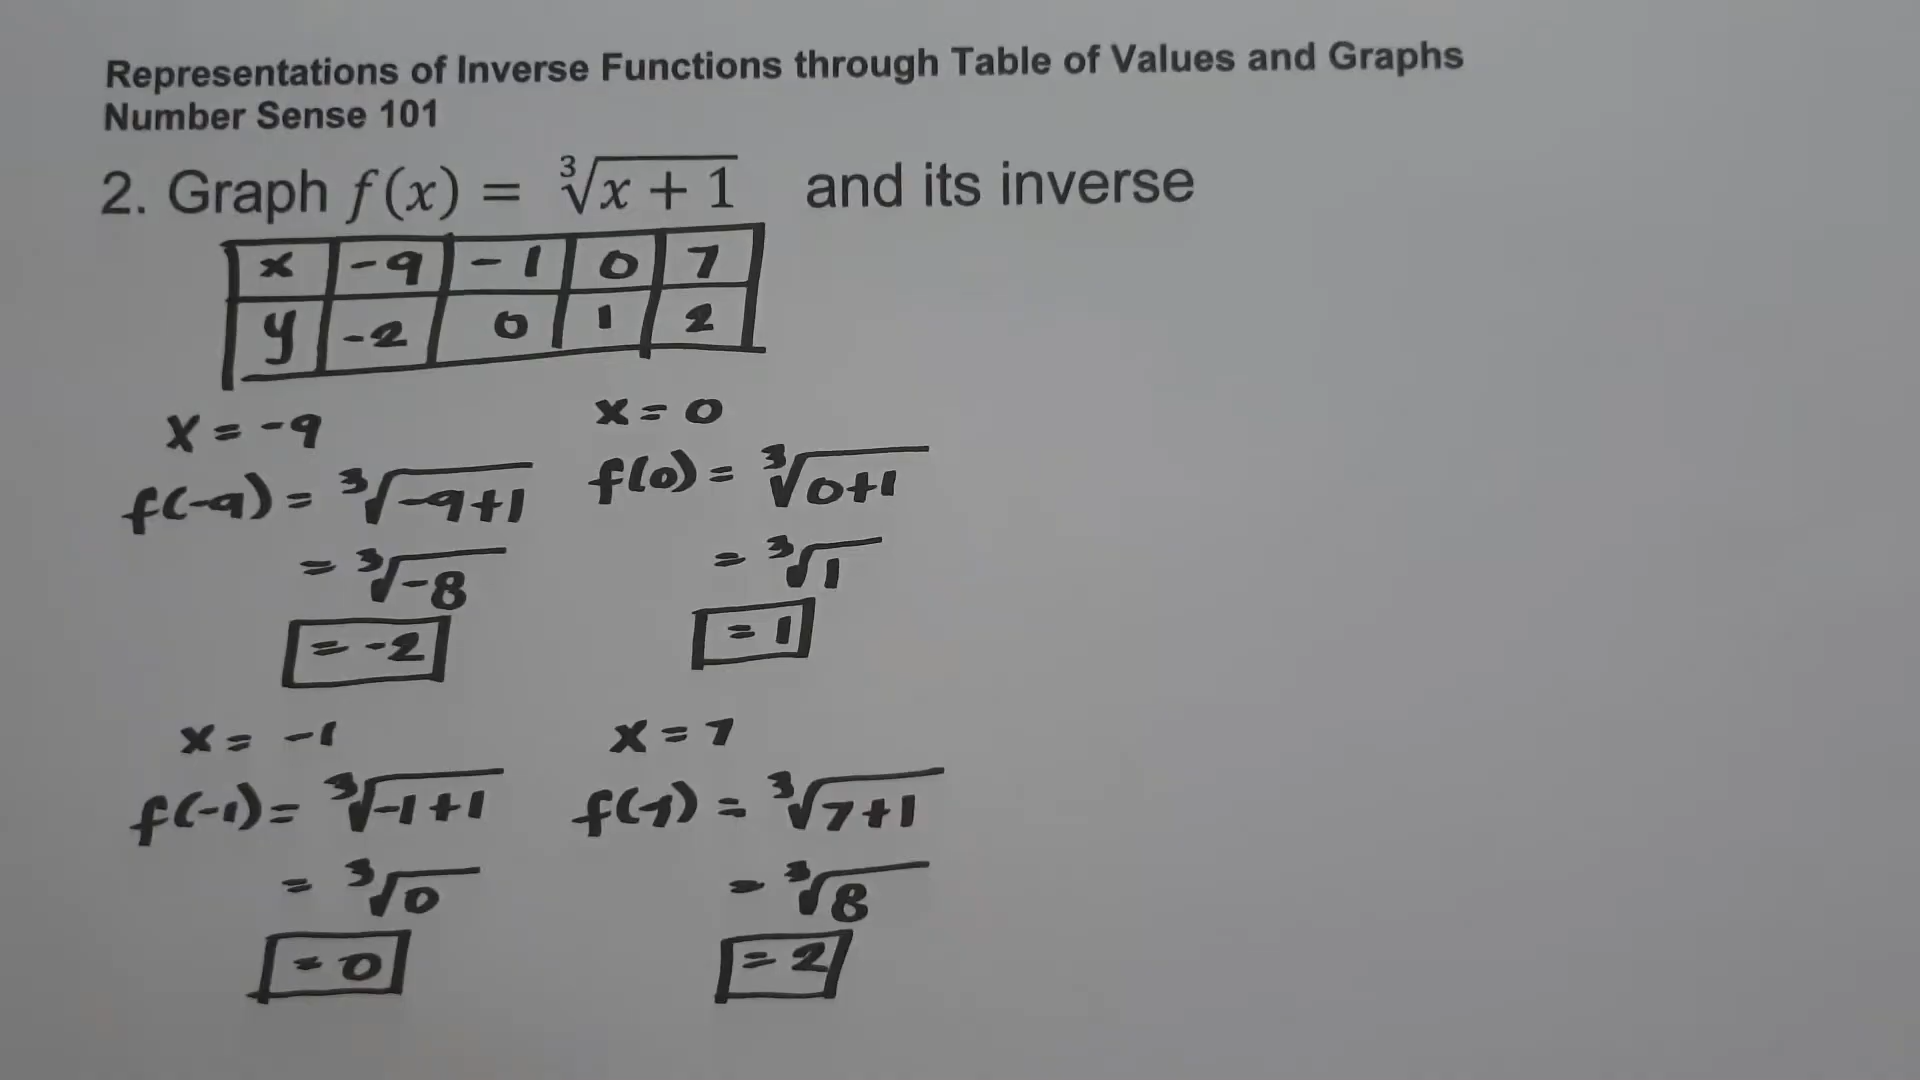 Representations of Inverse Functions through Table of Values and Graphs
Number Sense 101
2. Graph f(x) = ∛(x + 1) and its inverse
x -9 -1 0 7
y -2 0 1 2
x = -9
f(-9) = ∛(-9+1)
= ∛-8
= -2
x = 0
f(0) = ∛(0+1)
= ∛1
= 1
x = -1
f(-1) = ∛(-1+1)
= ∛0
= 0
x = 7
f(7) = ∛(7+1)
= ∛8
= 2